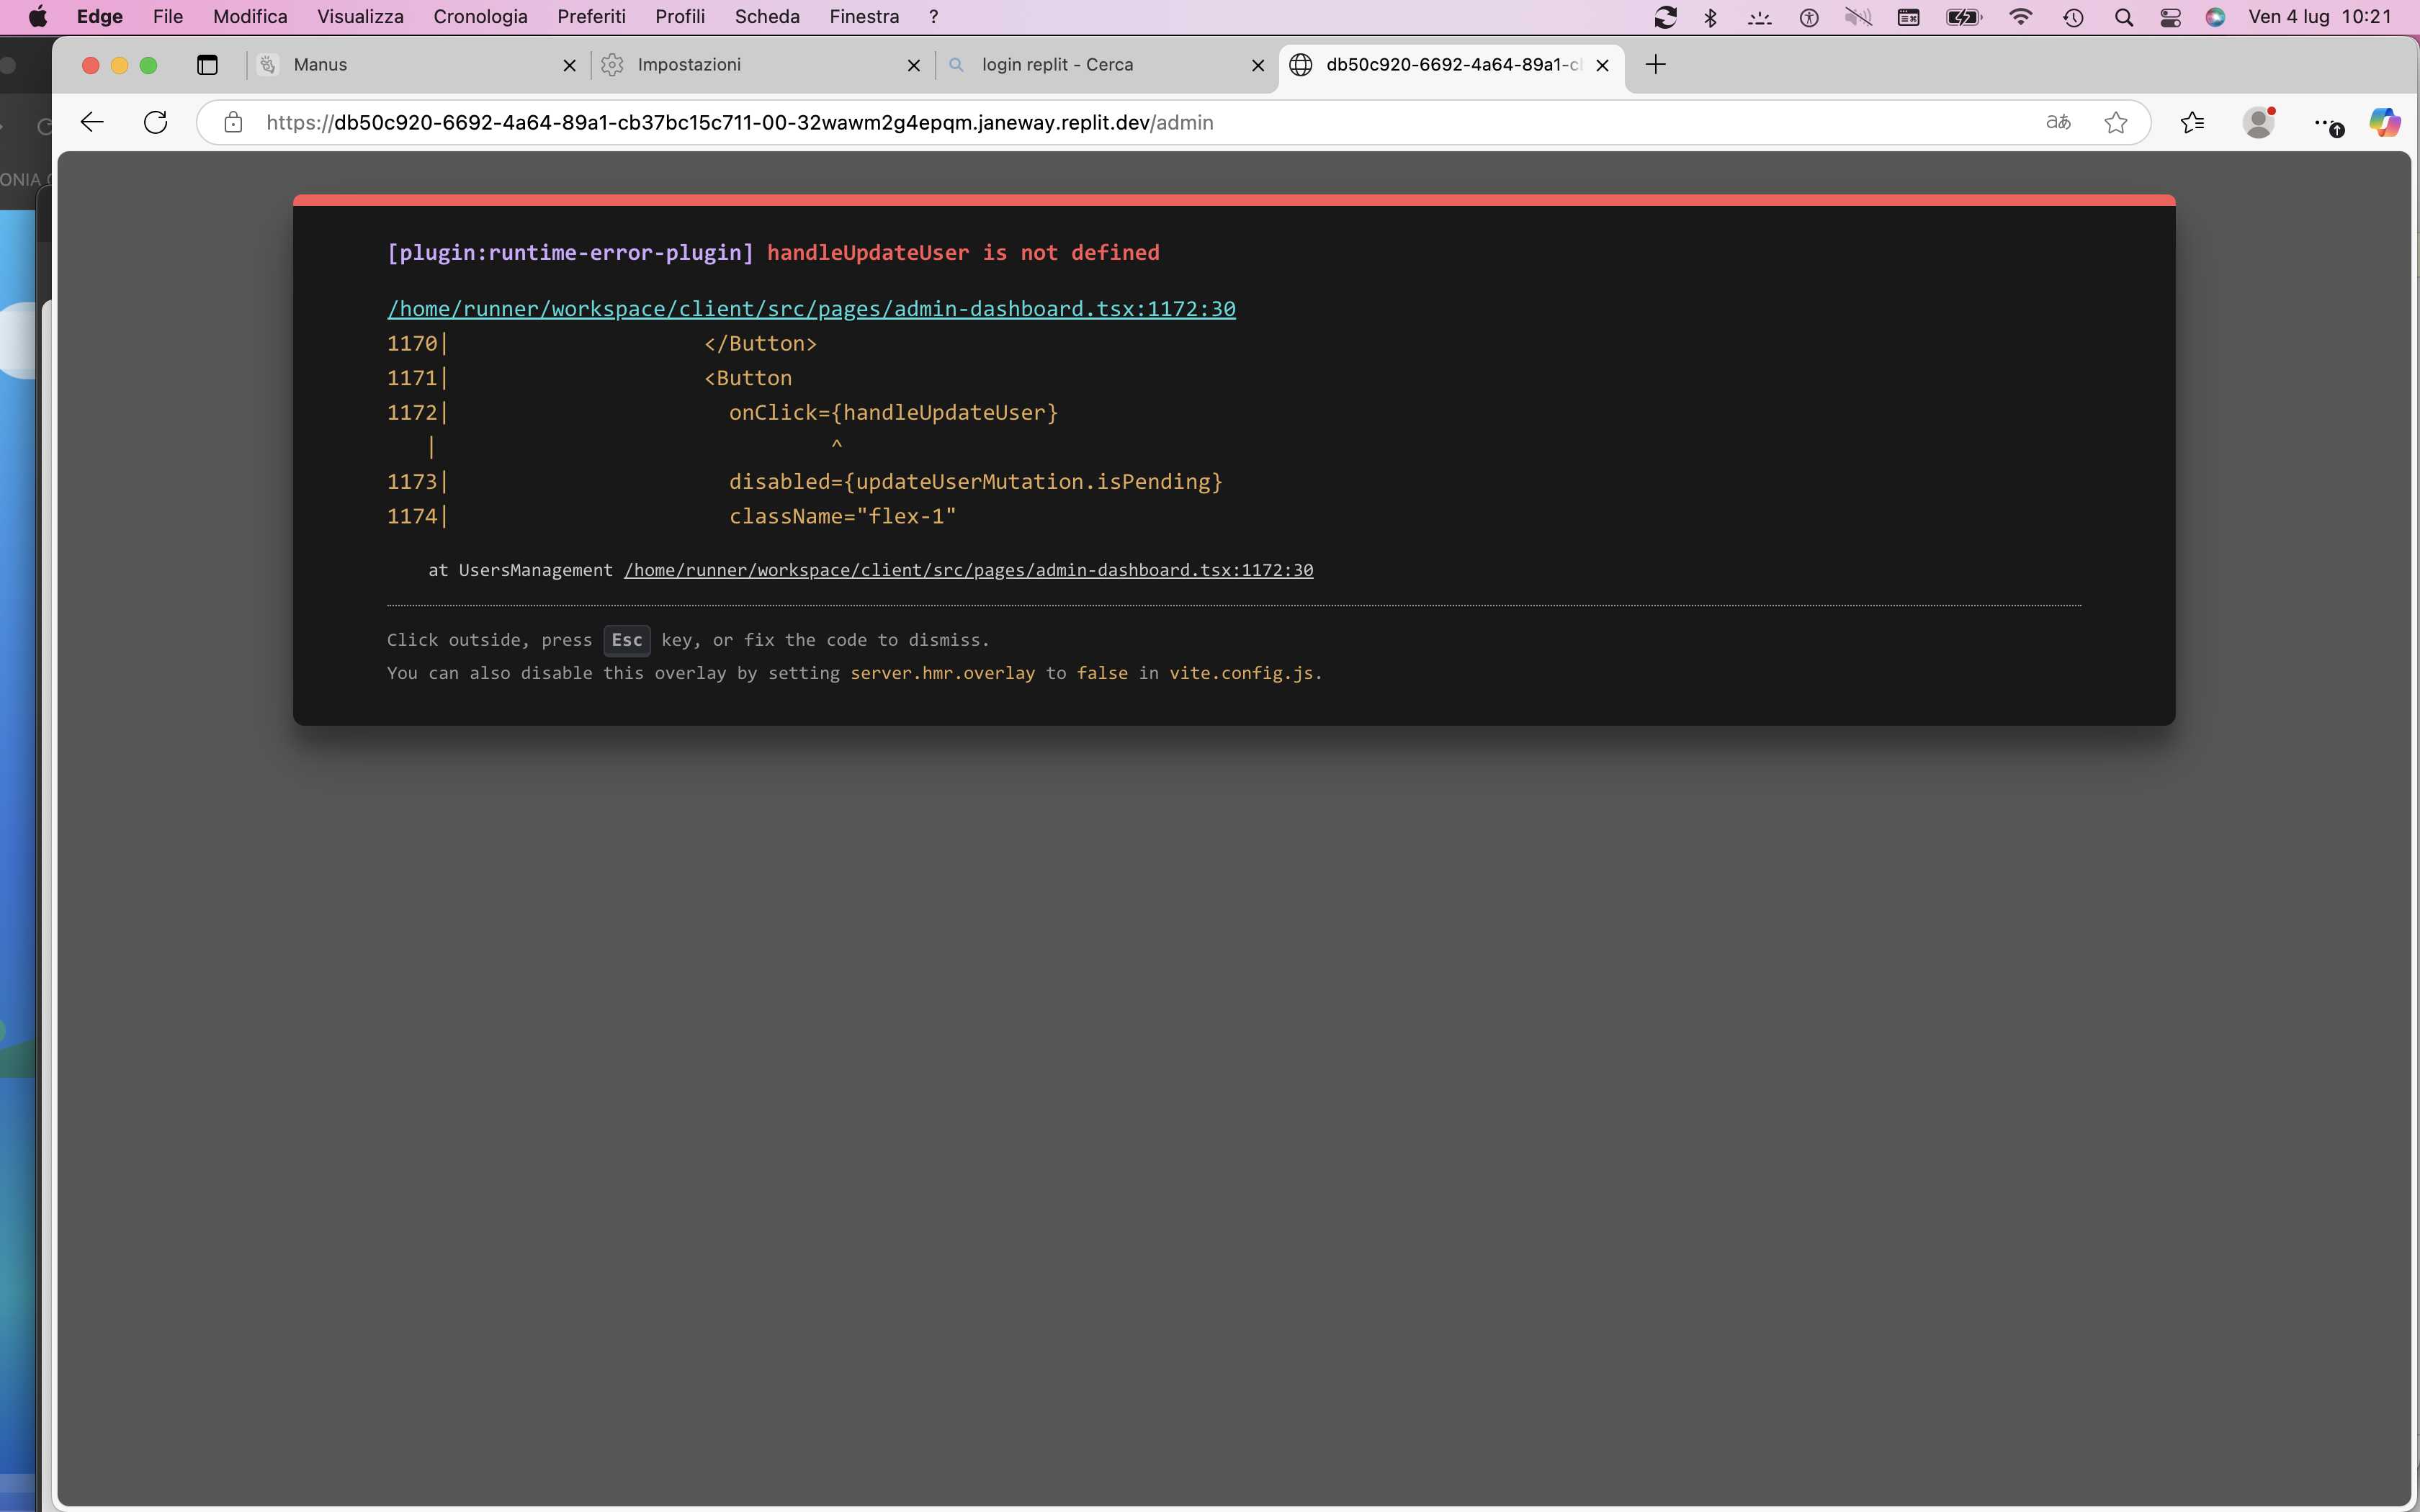 Edge File Modifica Visualizza Cronologia Preferiti Profili Scheda Finestra ? Ven 4 lug 10:21
Manus Impostazioni login replit - Cerca db50c920-6692-4a64-89a1-c
https://db50c920-6692-4a64-89a1-cb37bc15c711-00-32wawm2g4epqm.janeway.replit.dev/admin aあ
ONIA
[plugin:runtime-error-plugin] handleUpdateUser is not defined
/home/runner/workspace/client/src/pages/admin-dashboard.tsx:1172:30
1170| </Button>
1171| <Button
1172| onClick={handleUpdateUser}
| ^
1173| disabled={updateUserMutation.isPending}
1174| className="flex-1"
at UsersManagement /home/runner/workspace/client/src/pages/admin-dashboard.tsx:1172:30
Click outside, press Esc key, or fix the code to dismiss.
You can also disable this overlay by setting server.hmr.overlay to false in vite.config.js.